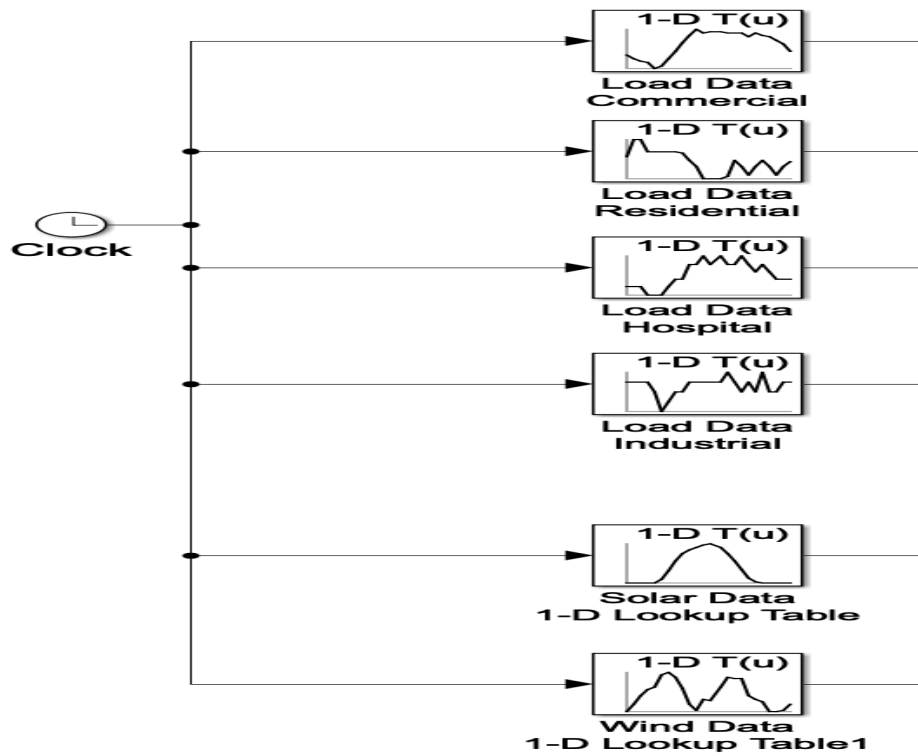 1-D T(u)
Load Data
Commercial
1-D T(u)
Load Data
Residential
Clock
1-D T(u)
Load Data
Hospital
1-D T(u)
Load Data
Industrial
1-D T(u)
Solar Data
1-D Lookup Table
1-D T(u)
Wind Data
1-D Lookup Table1